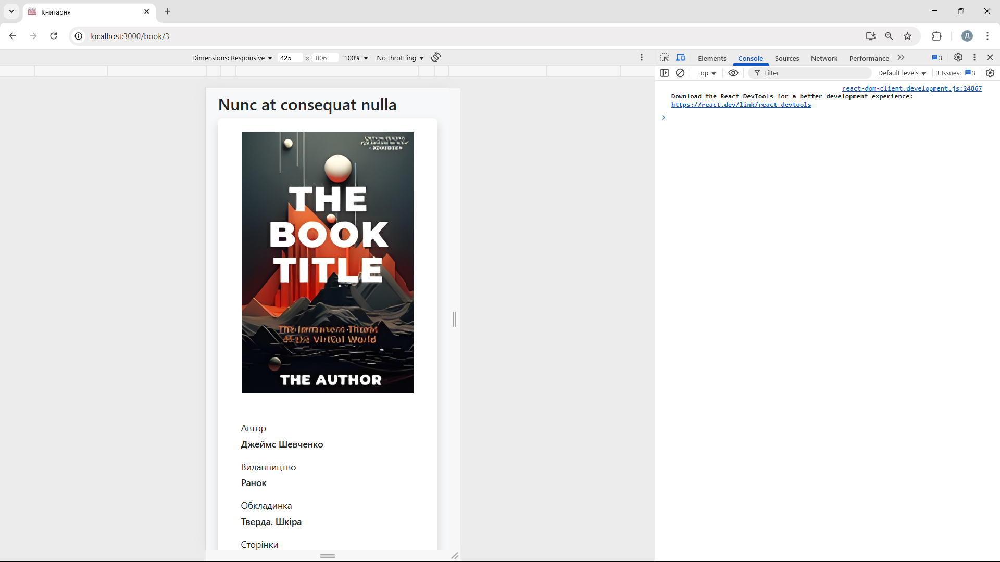 Книгарня
localhost:3000/book/3
Д
Dimensions: Responsive 425 × 806 100% No throttling
Elements Console Sources Network Performance 3
top Filter Default levels 3 Issues: 3
react-dom-client.development.js:24867
Download the React DevTools for a better development experience:
https://react.dev/link/react-devtools
Nunc at consequat nulla
THE
BOOK
TITLE
Virtual World
THE AUTHOR
Автор
Джеймс Шевченко
Видавництво
Ранок
Обкладинка
Тверда. Шкіра
Сторінки